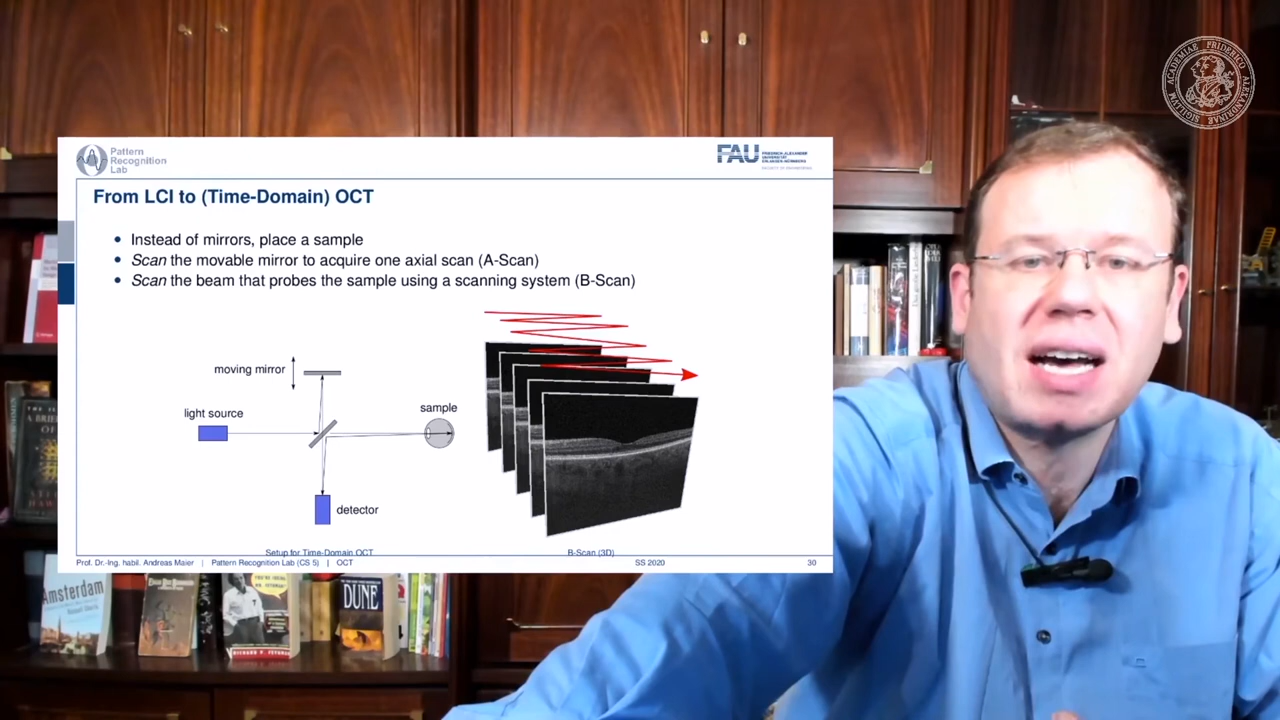 Pattern
Recognition
Lab
FAU
FRIEDRICH-ALEXANDER
UNIVERSITÄT
ERLANGEN-NÜRNBERG
From LCI to (Time-Domain) OCT
• Instead of mirrors, place a sample
• Scan the movable mirror to acquire one axial scan (A-Scan)
• Scan the beam that probes the sample using a scanning system (B-Scan)
moving mirror
light source
sample
detector
Setup for Time-Domain OCT
B-Scan (3D)
Prof. Dr.-Ing. habil. Andreas Maier | Pattern Recognition Lab (CS 5) | OCT
SS 2020
30
Amsterdam
DUNE